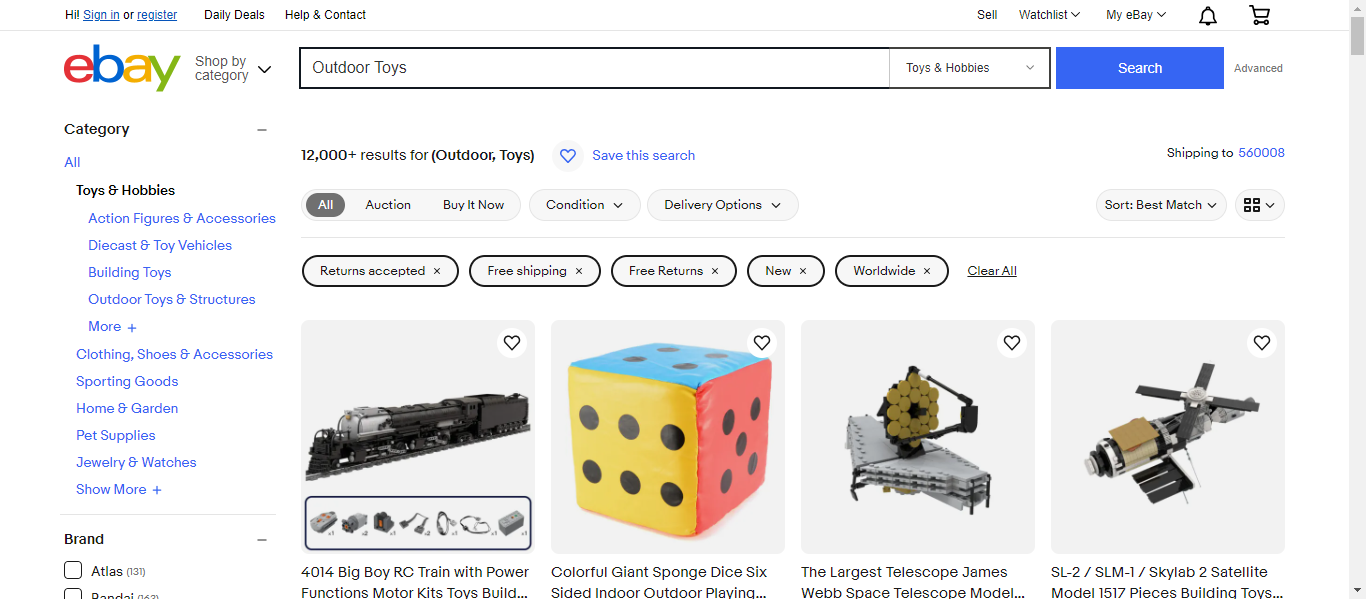 Hi! Sign in or register
Daily Deals
Help & Contact
Sell
Watchlist
My eBay
ebay
Shop by
category
Outdoor Toys
Toys & Hobbies
Search
Advanced
Category
All
Toys & Hobbies
Action Figures & Accessories
Diecast & Toy Vehicles
Building Toys
Outdoor Toys & Structures
More +
Clothing, Shoes & Accessories
Sporting Goods
Home & Garden
Pet Supplies
Jewelry & Watches
Show More +
Brand
Atlas (131)
Bandai (163)
12,000+ results for (Outdoor, Toys)
Save this search
Shipping to 560008
All
Auction
Buy It Now
Condition
Delivery Options
Sort: Best Match
Returns accepted ×
Free shipping ×
Free Returns ×
New ×
Worldwide ×
Clear All
4014 Big Boy RC Train with Power
Functions Motor Kits Toys Build...
Colorful Giant Sponge Dice Six
Sided Indoor Outdoor Playing...
The Largest Telescope James
Webb Space Telescope Model...
SL-2 / SLM-1 / Skylab 2 Satellite
Model 1517 Pieces Building Toys...